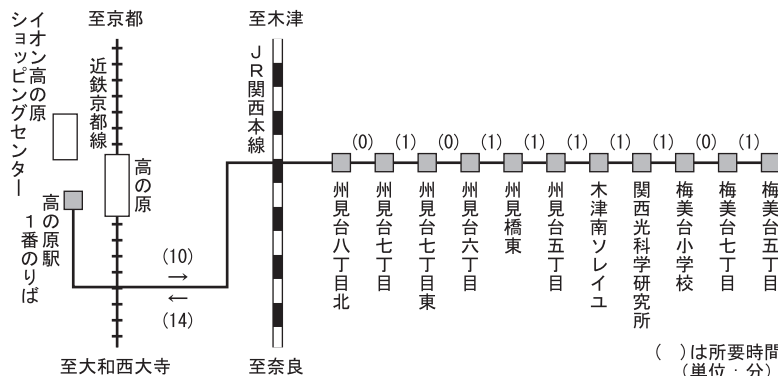 イオン高の原
ショッピングセンター
至京都
近鉄京都線
高の原
高の原駅
1番のりば
至大和西大寺
(10)
→
←
(14)
至木津
JR関西本線
至奈良
(0)
(1)
(0)
(1)
(1)
(1)
(1)
(1)
(0)
(1)
州見台八丁目北
州見台七丁目
州見台七丁目東
州見台六丁目
州見橋東
州見台五丁目
木津南ソレイユ
関西光科学研究所
梅美台小学校
梅美台七丁目
梅美台五丁目
( )は所要時間
(単位:分)